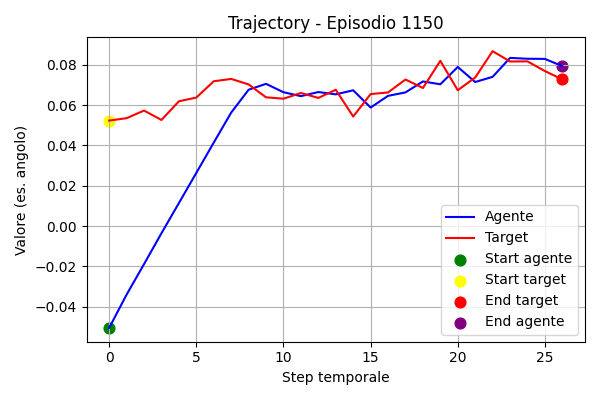 Trajectory - Episodio 1150
Valore (es. angolo)
0.08
0.06
0.04
0.02
0.00
−0.02
−0.04
0
5
10
15
20
25
Step temporale
Agente
Target
Start agente
Start target
End target
End agente